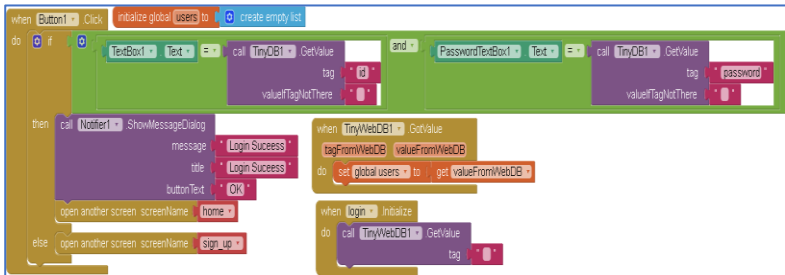 when Button1 .Click
initialize global users to create empty list
do if TextBox1 . Text = call TinyDB1 .GetValue and PasswordTextBox1 . Text = call TinyDB1 .GetValue
tag " id " tag " password "
valueIfTagNotThere " " valueIfTagNotThere " "
then call Notifier1 .ShowMessageDialog
message " Login Suceess "
title " Login Suceess "
buttonText " OK "
open another screen screenName home
else open another screen screenName sign_up
when TinyWebDB1 .GotValue
tagFromWebDB valueFromWebDB
do set global users to get valueFromWebDB
when login .Initialize
do call TinyWebDB1 .GetValue
tag " "